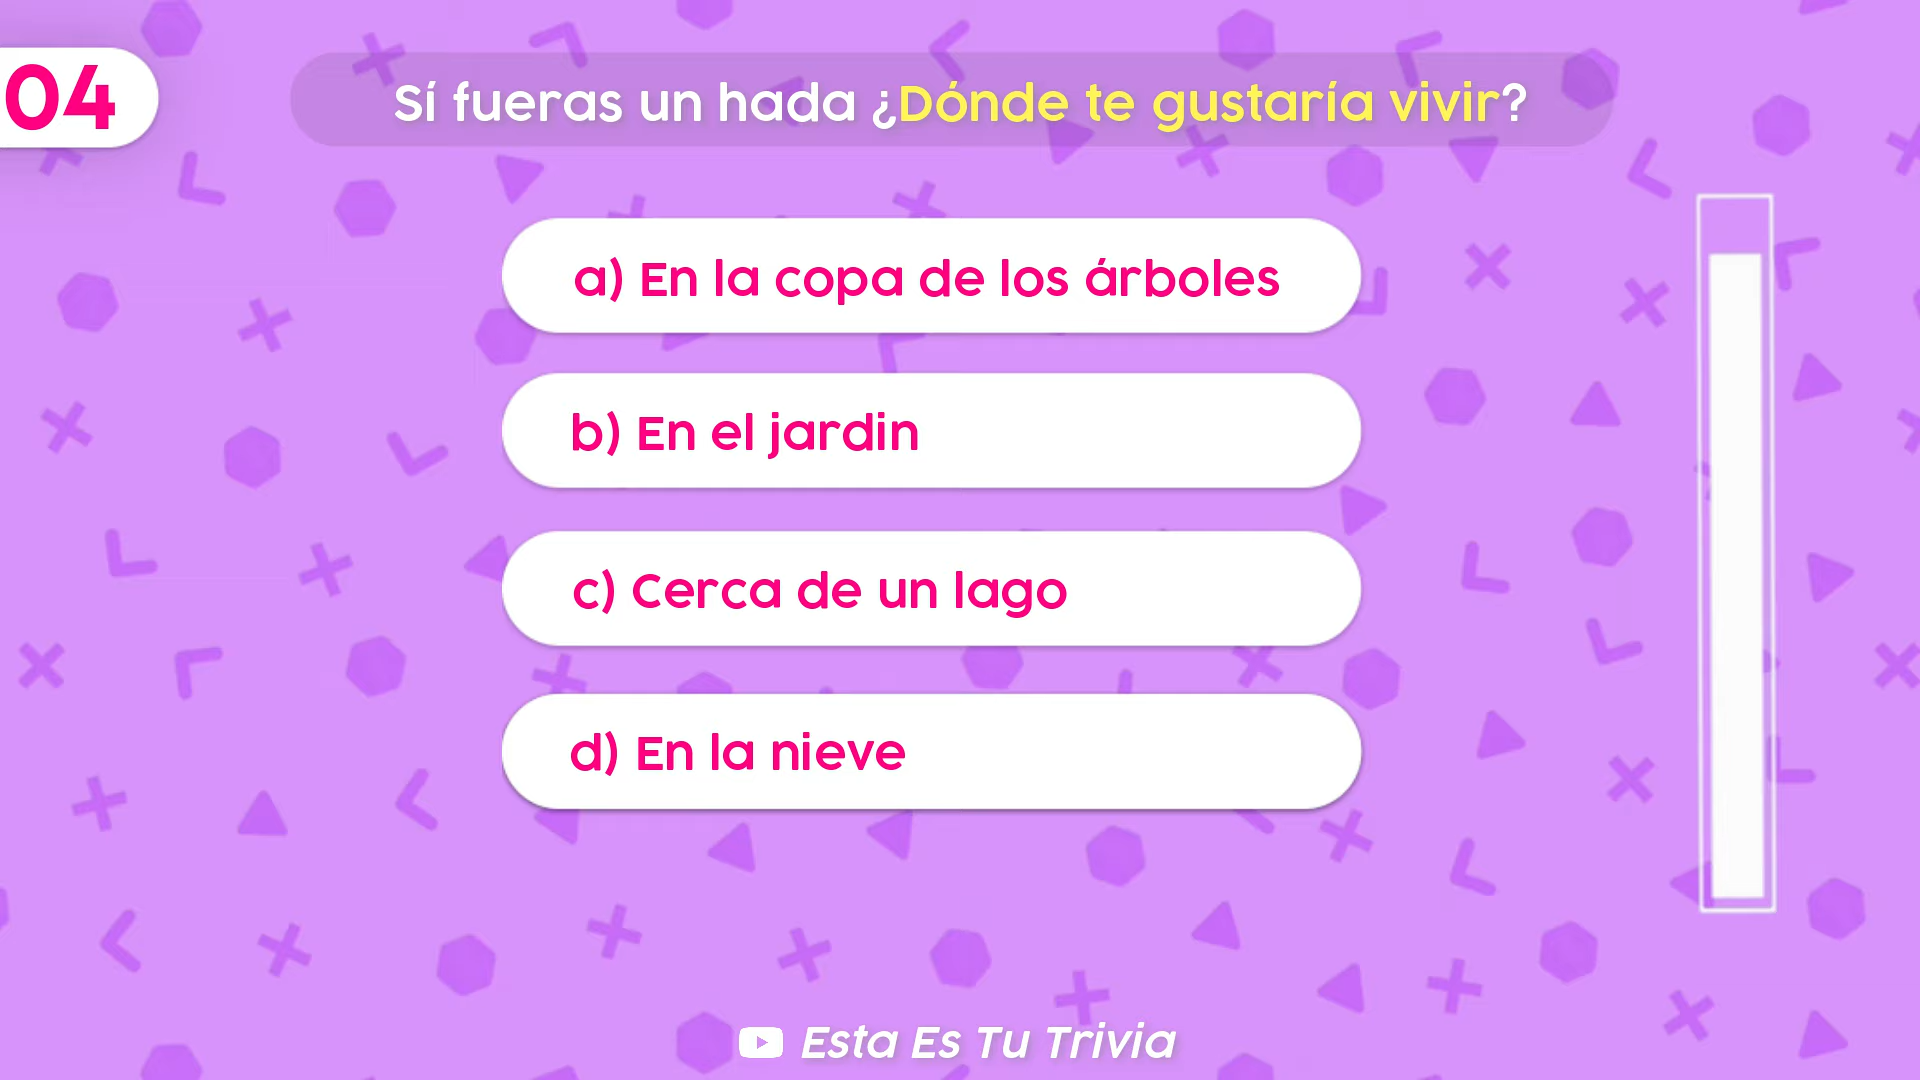 04
Sí fueras un hada ¿Dónde te gustaría vivir?
a) En la copa de los árboles
b) En el jardin
c) Cerca de un lago
d) En la nieve
Esta Es Tu Trivia